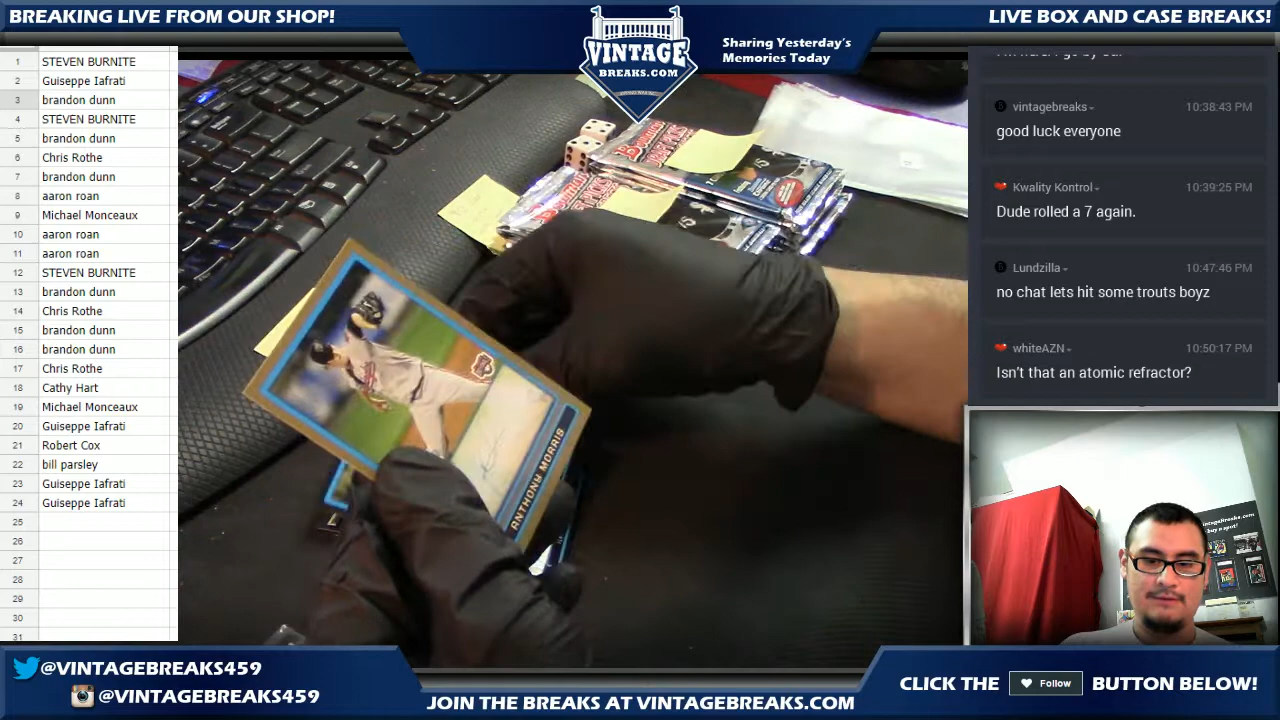 BREAKING LIVE FROM OUR SHOP!
VINTAGE
BREAKS.COM
Sharing Yesterday's
Memories Today
LIVE BOX AND CASE BREAKS!
1 STEVEN BURNITE
2 Guiseppe Iafrati
3 brandon dunn
4 STEVEN BURNITE
5 brandon dunn
6 Chris Rothe
7 brandon dunn
8 aaron roan
9 Michael Monceaux
10 aaron roan
11 aaron roan
12 STEVEN BURNITE
13 brandon dunn
14 Chris Rothe
15 brandon dunn
16 brandon dunn
17 Chris Rothe
18 Cathy Hart
19 Michael Monceaux
20 Guiseppe Iafrati
21 Robert Cox
22 bill parsley
23 Guiseppe Iafrati
24 Guiseppe Iafrati
25
26
27
28
29
30
31
Bowman
DRAFT PICKS
ANTHONY MORRIS
vintagebreaks 10:38:43 PM
good luck everyone
Kwality Kontrol 10:39:25 PM
Dude rolled a 7 again.
Lundzilla 10:47:46 PM
no chat lets hit some trouts boyz
whiteAZN 10:50:17 PM
Isn't that an atomic refractor?
@VINTAGEBREAKS459
@VINTAGEBREAKS459
JOIN THE BREAKS AT VINTAGEBREAKS.COM
CLICK THE Follow BUTTON BELOW!